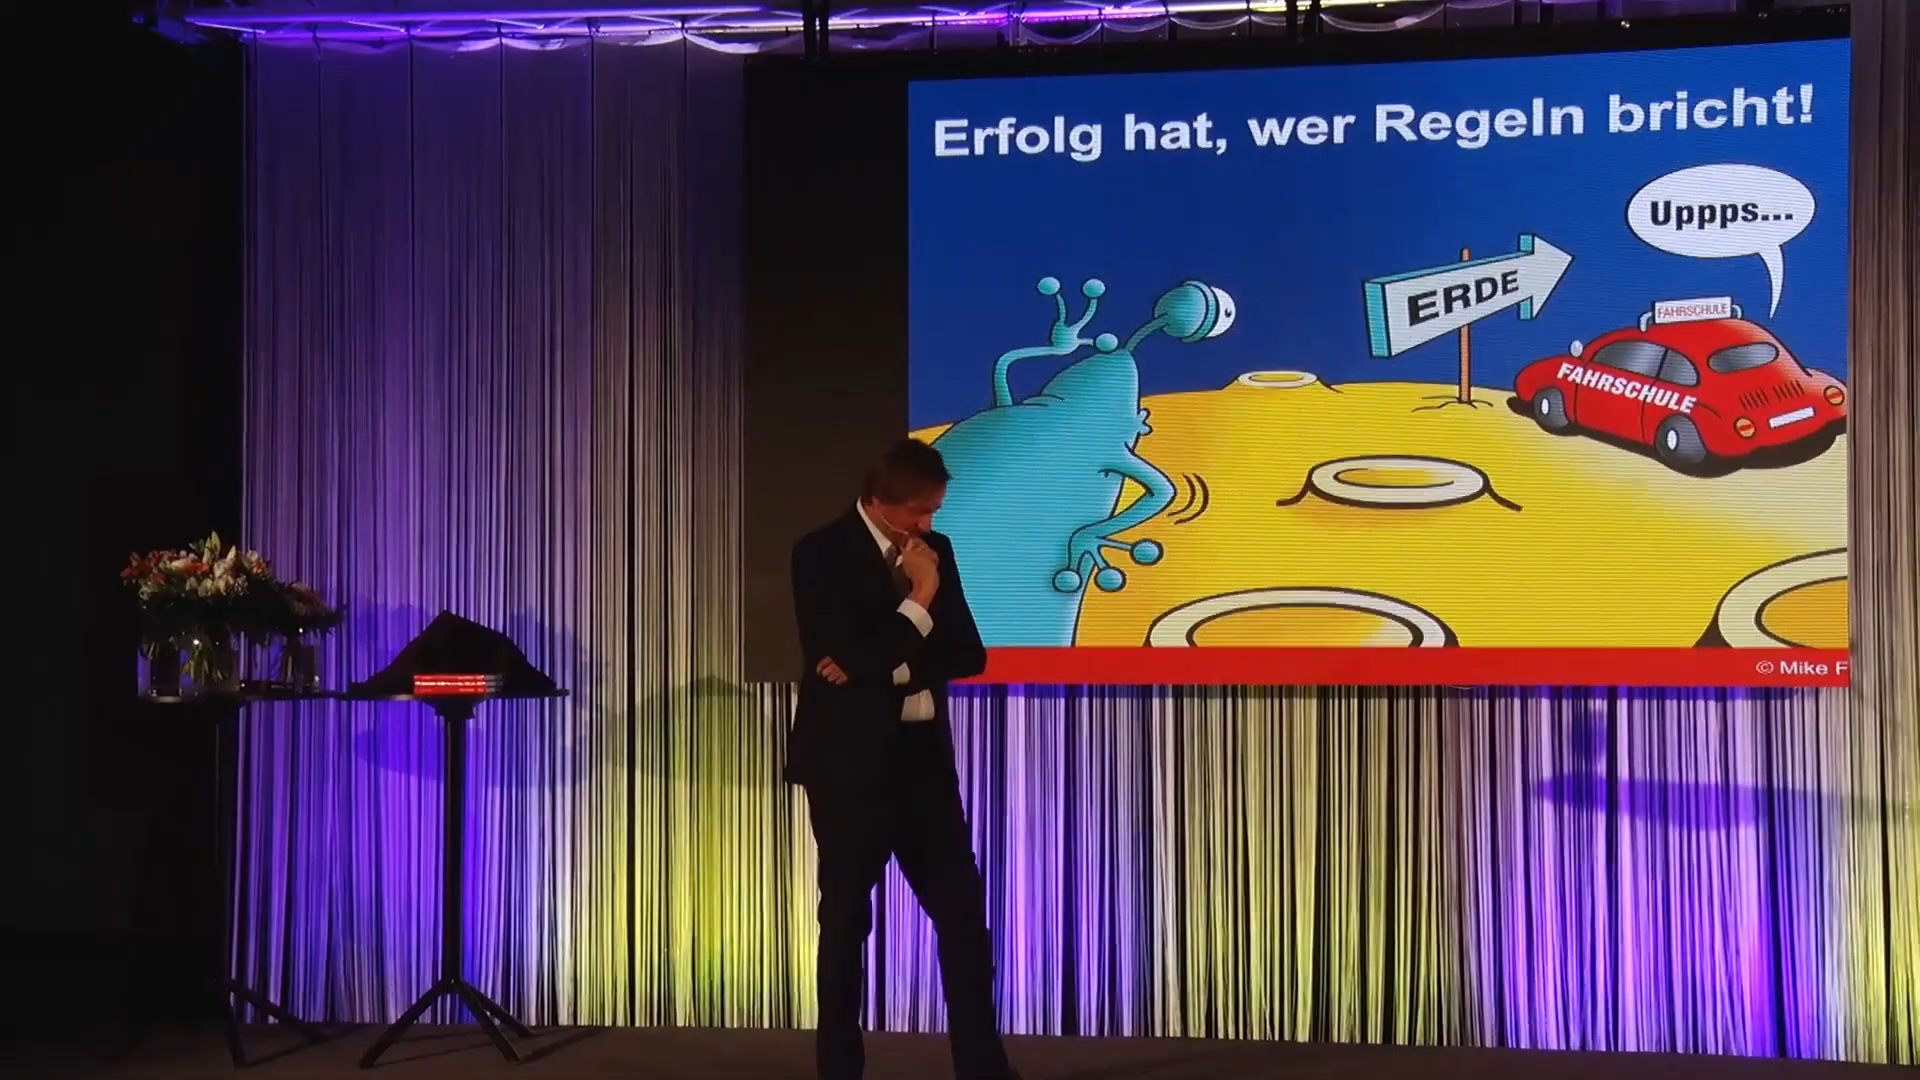 Erfolg hat, wer Regeln bricht!
Uppps...
ERDE
FAHRSCHULE
FAHRSCHULE
© Mike F